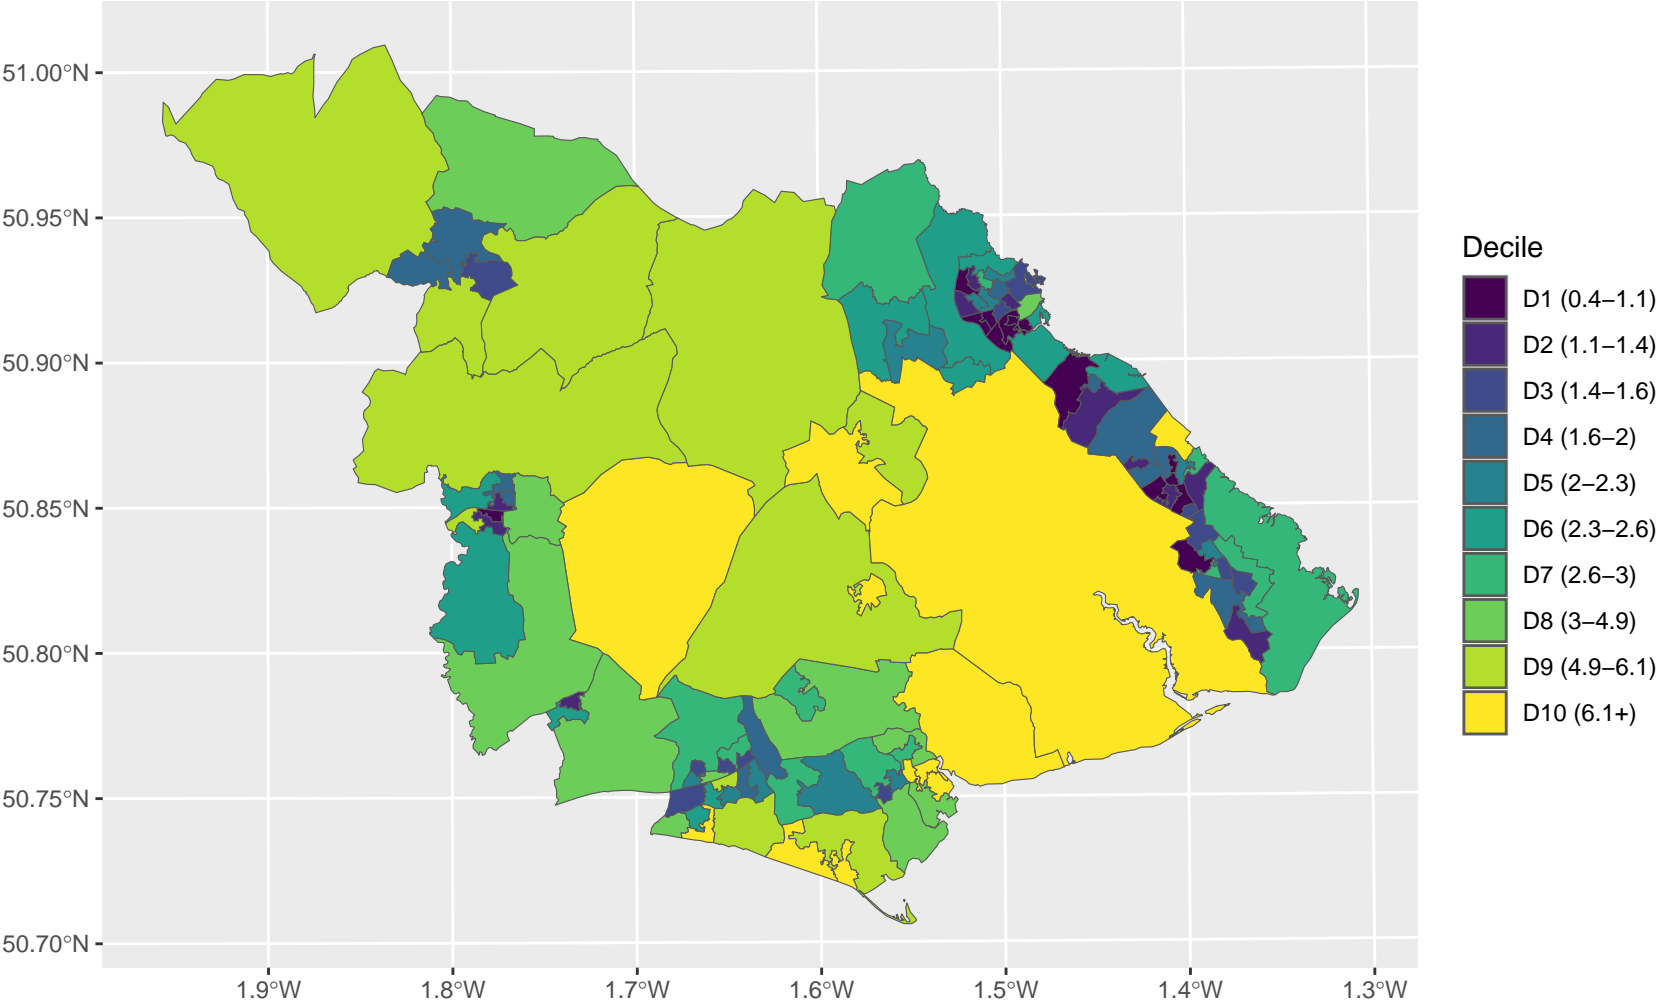 51.00°N
50.95°N
50.90°N
50.85°N
50.80°N
50.75°N
50.70°N
1.9°W 1.8°W 1.7°W 1.6°W 1.5°W 1.4°W 1.3°W
Decile
D1 (0.4–1.1)
D2 (1.1–1.4)
D3 (1.4–1.6)
D4 (1.6–2)
D5 (2–2.3)
D6 (2.3–2.6)
D7 (2.6–3)
D8 (3–4.9)
D9 (4.9–6.1)
D10 (6.1+)